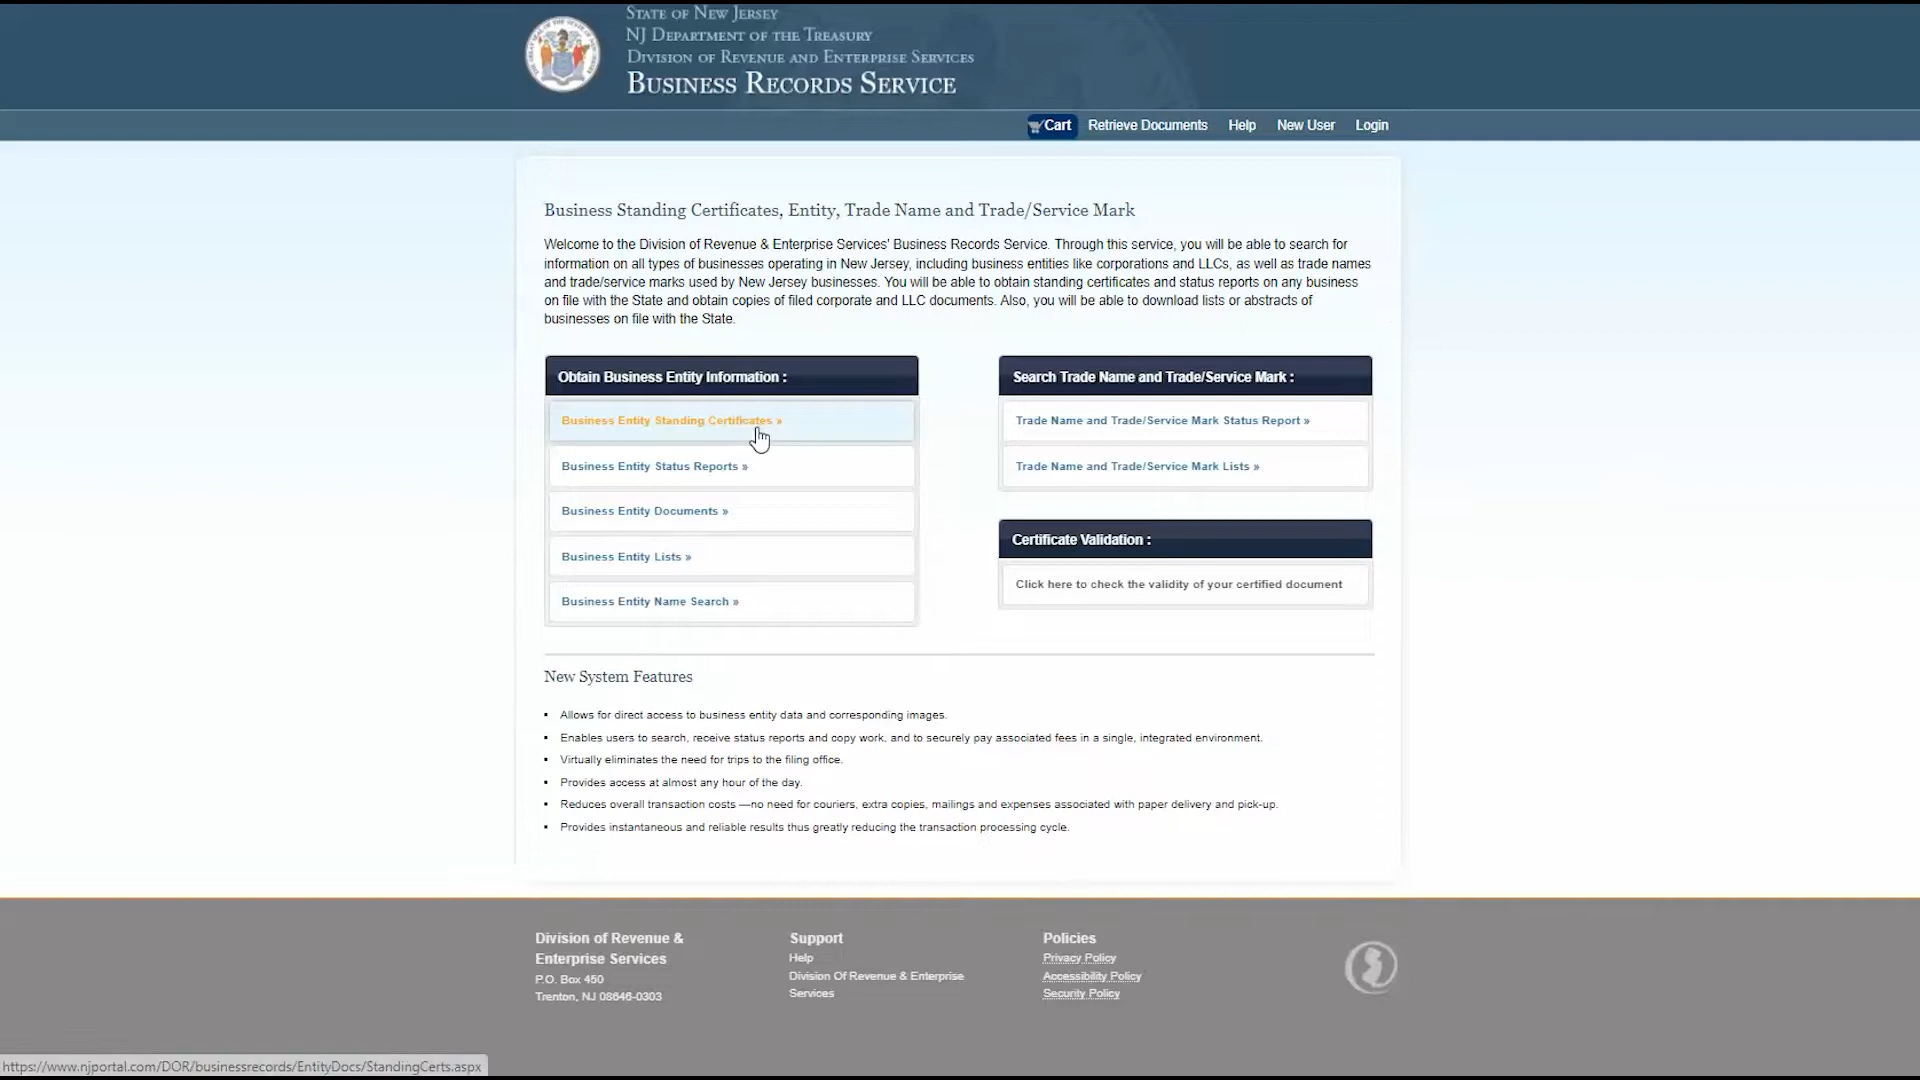 STATE OF NEW JERSEY
NJ DEPARTMENT OF THE TREASURY
DIVISION OF REVENUE AND ENTERPRISE SERVICES
BUSINESS RECORDS SERVICE
Cart Retrieve Documents Help New User Login
Business Standing Certificates, Entity, Trade Name and Trade/Service Mark
Welcome to the Division of Revenue & Enterprise Services' Business Records Service. Through this service, you will be able to search for
information on all types of businesses operating in New Jersey, including business entities like corporations and LLCs, as well as trade names
and trade/service marks used by New Jersey businesses. You will be able to obtain standing certificates and status reports on any business
on file with the State and obtain copies of filed corporate and LLC documents. Also, you will be able to download lists or abstracts of
businesses on file with the State.
Obtain Business Entity Information :
Business Entity Standing Certificates »
Business Entity Status Reports »
Business Entity Documents »
Business Entity Lists »
Business Entity Name Search »
Search Trade Name and Trade/Service Mark :
Trade Name and Trade/Service Mark Status Report »
Trade Name and Trade/Service Mark Lists »
Certificate Validation :
Click here to check the validity of your certified document
New System Features
▪ Allows for direct access to business entity data and corresponding images.
▪ Enables users to search, receive status reports and copy work, and to securely pay associated fees in a single, integrated environment.
▪ Virtually eliminates the need for trips to the filing office.
▪ Provides access at almost any hour of the day.
▪ Reduces overall transaction costs —no need for couriers, extra copies, mailings and expenses associated with paper delivery and pick-up.
▪ Provides instantaneous and reliable results thus greatly reducing the transaction processing cycle.
Division of Revenue &
Enterprise Services
P.O. Box 450
Trenton, NJ 08646-0303
Support
Help
Division Of Revenue & Enterprise
Services
Policies
Privacy Policy
Accessibility Policy
Security Policy
https://www.njportal.com/DOR/businessrecords/EntityDocs/StandingCerts.aspx